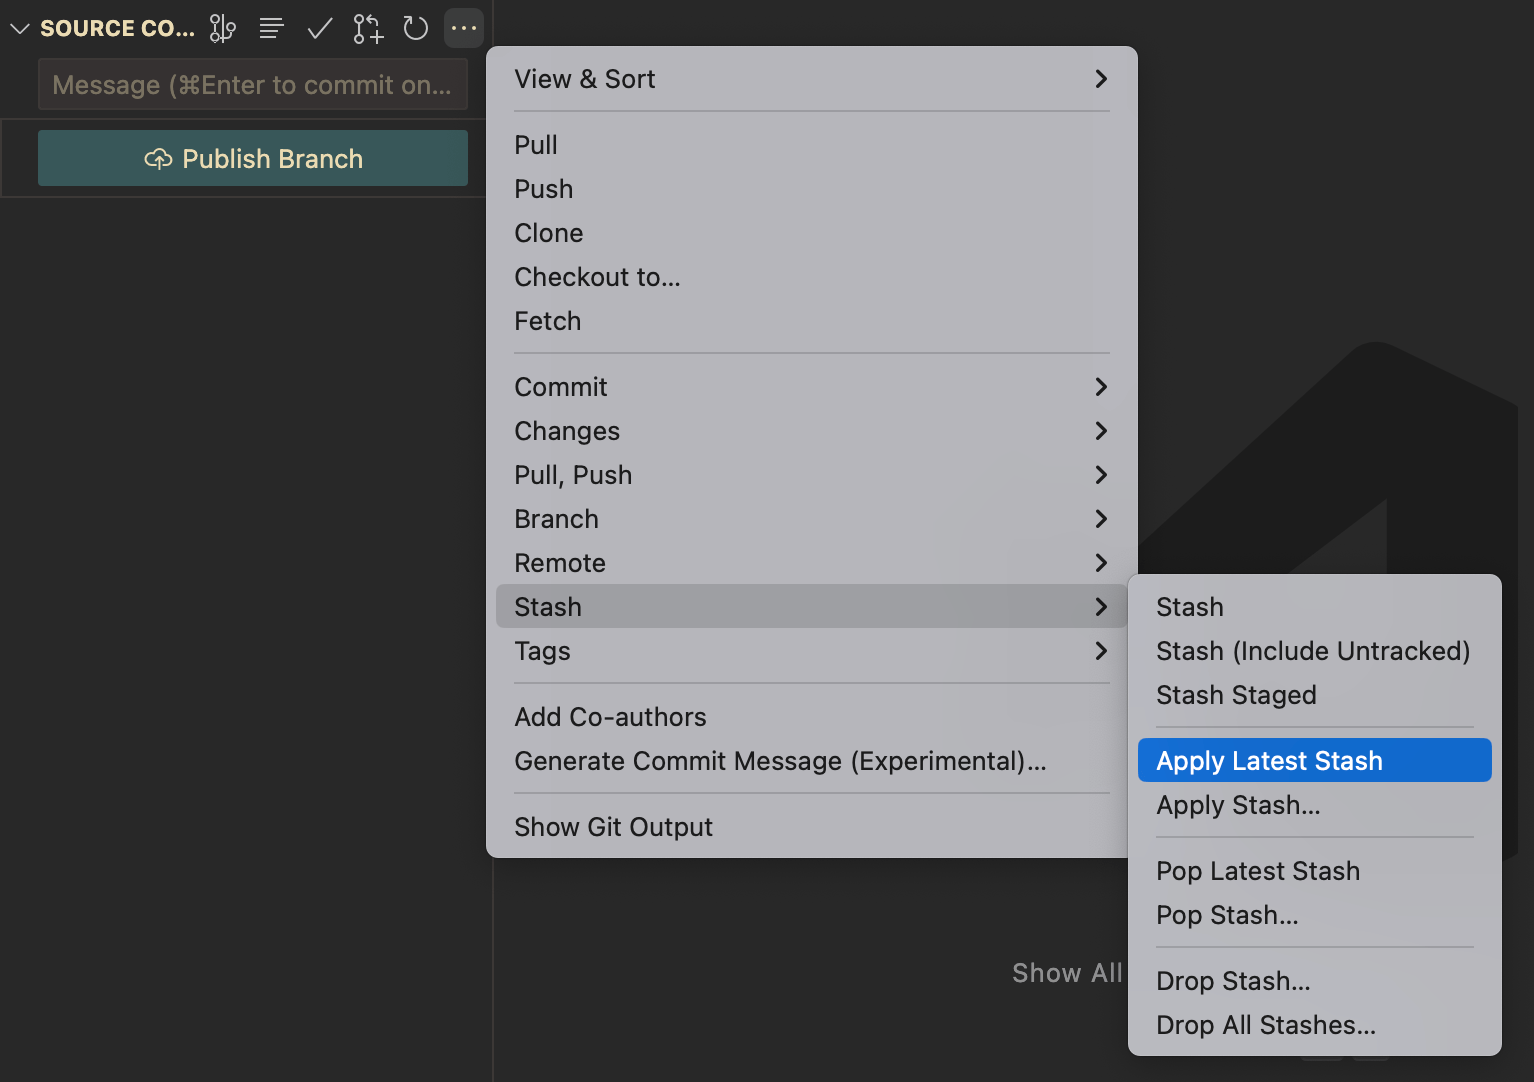 SOURCE CO...
Message (⌘Enter to commit on...
Publish Branch
View & Sort
Pull
Push
Clone
Checkout to...
Fetch
Commit
Changes
Pull, Push
Branch
Remote
Stash
Tags
Add Co-authors
Generate Commit Message (Experimental)...
Show Git Output
Stash
Stash (Include Untracked)
Stash Staged
Apply Latest Stash
Apply Stash...
Pop Latest Stash
Pop Stash...
Drop Stash...
Drop All Stashes...
Show All